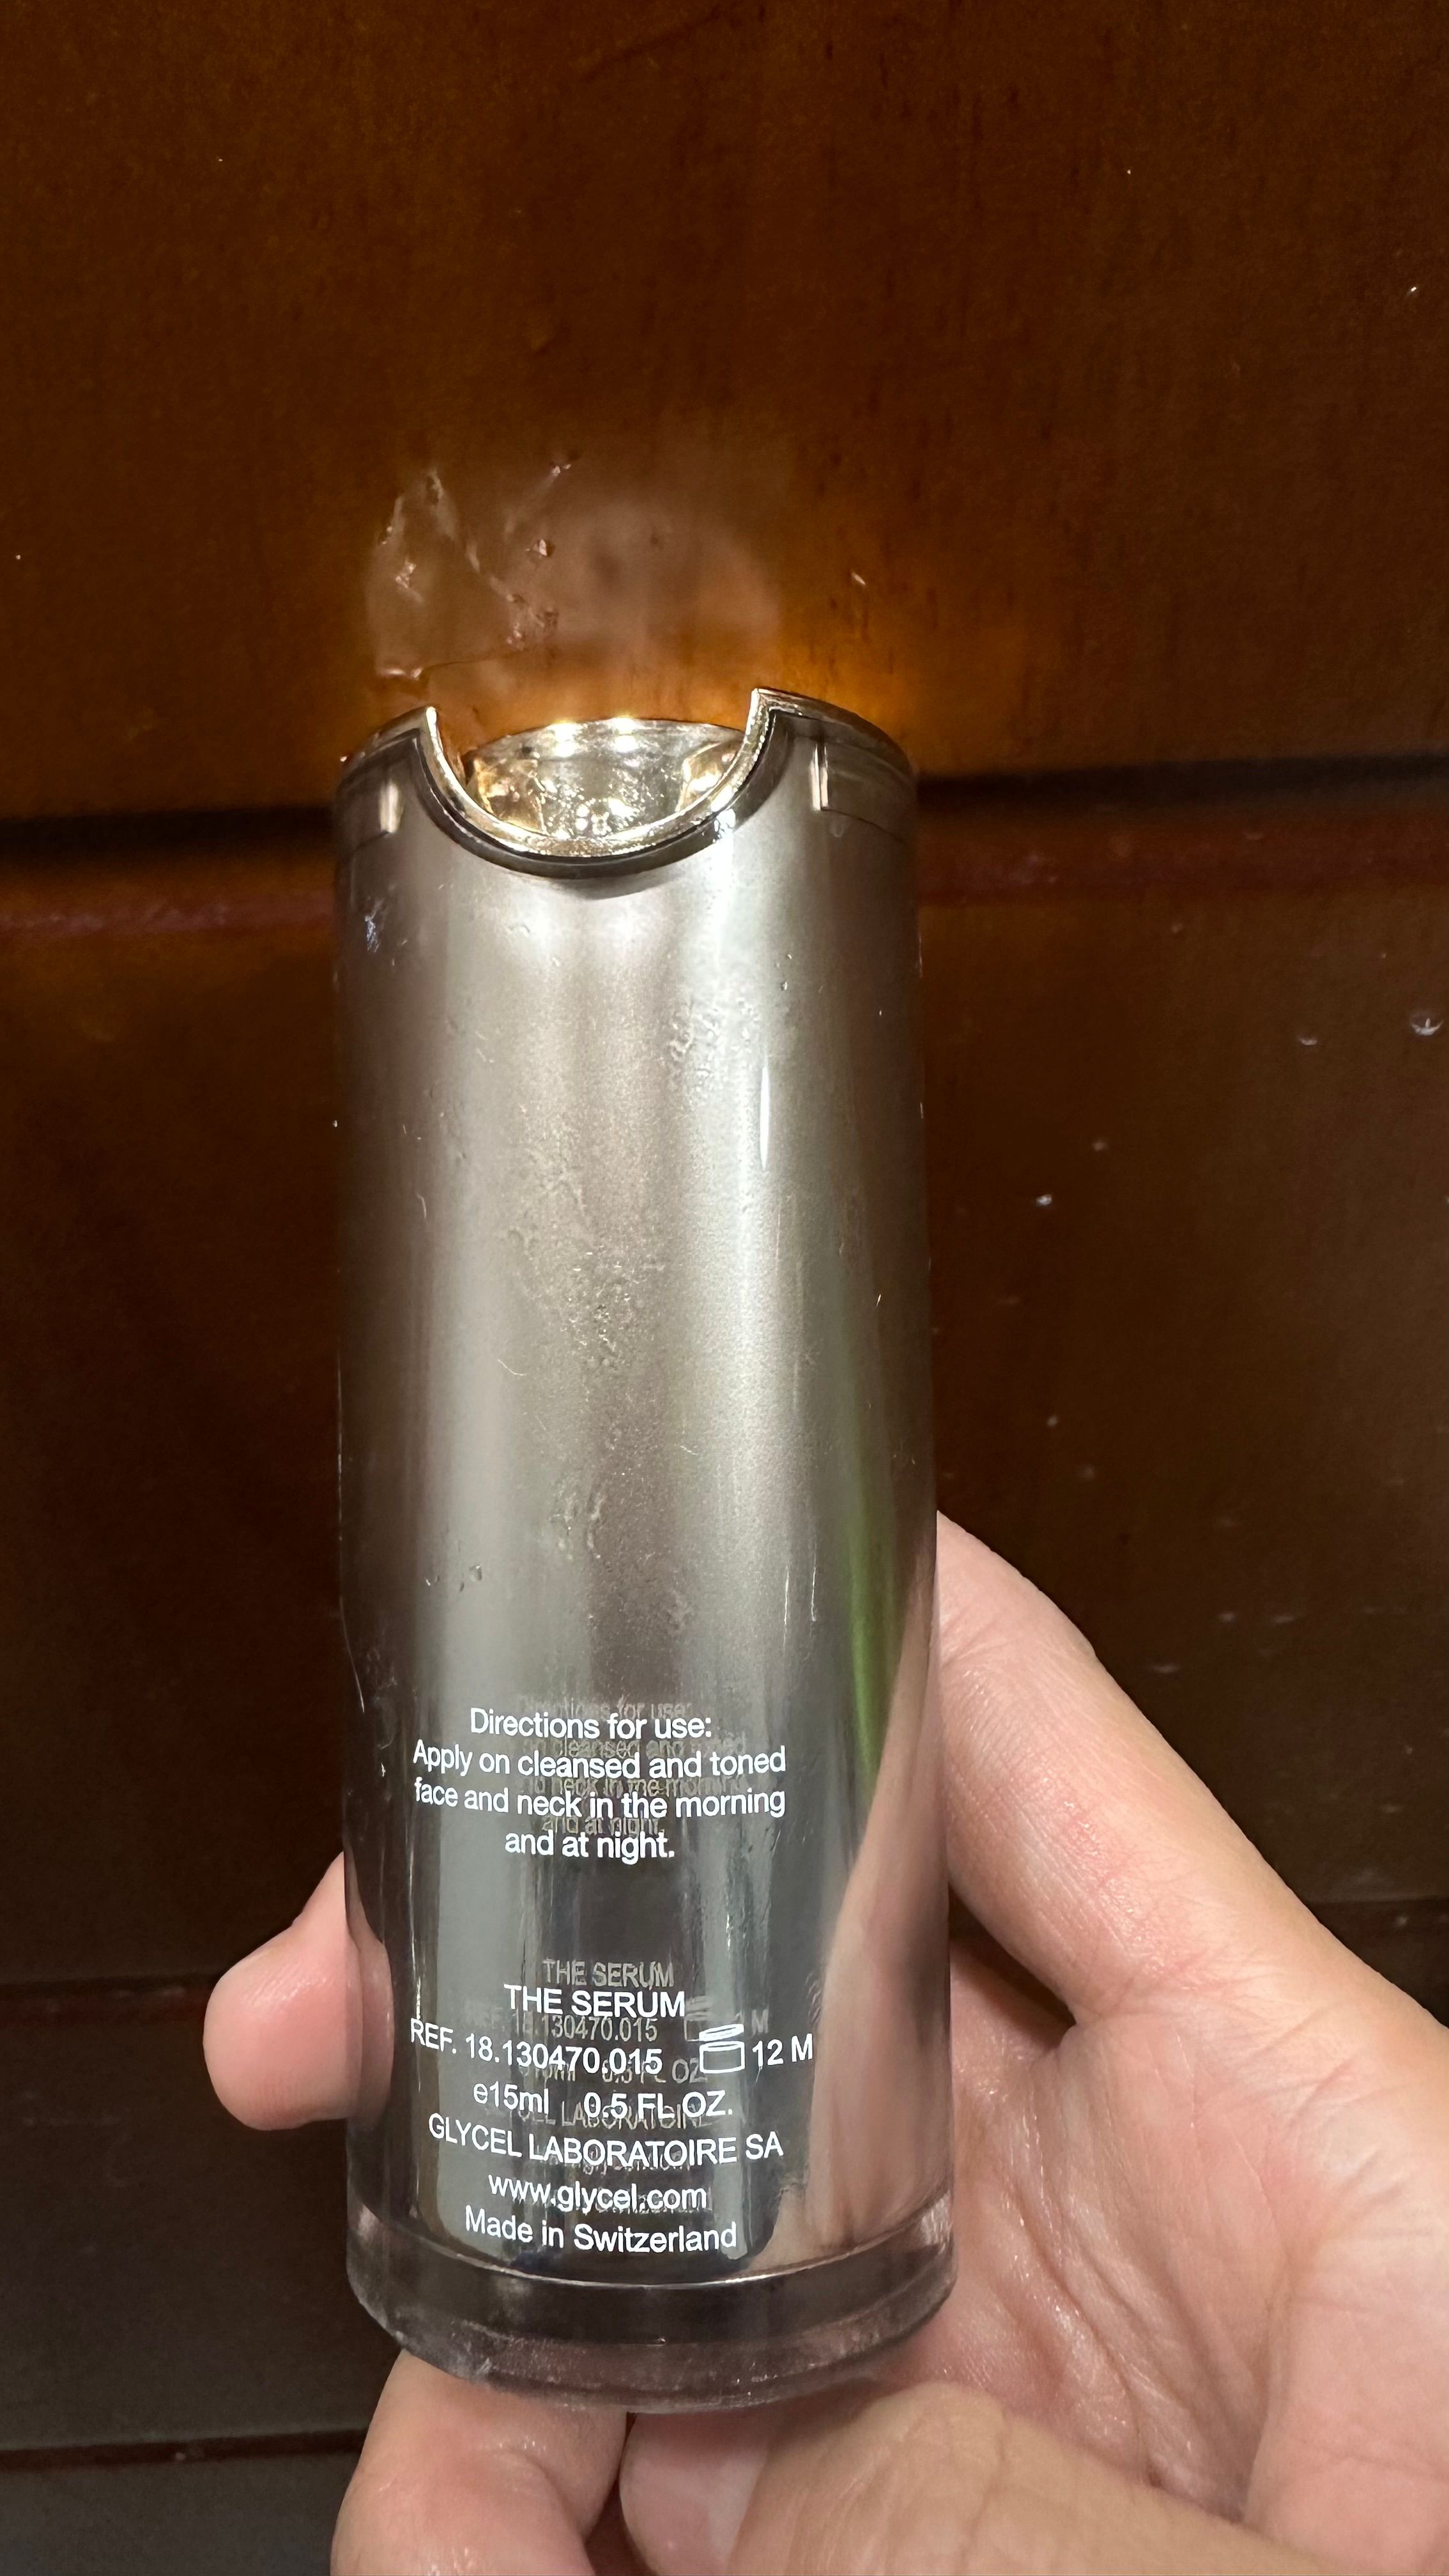 Directions for use:
Apply on cleansed and toned
face and neck in the morning
and at night.
THE SERUM
REF. 18.130470.015 12 M
e15ml 0.5 FL OZ.
GLYCEL LABORATOIRE SA
www.glycel.com
Made in Switzerland